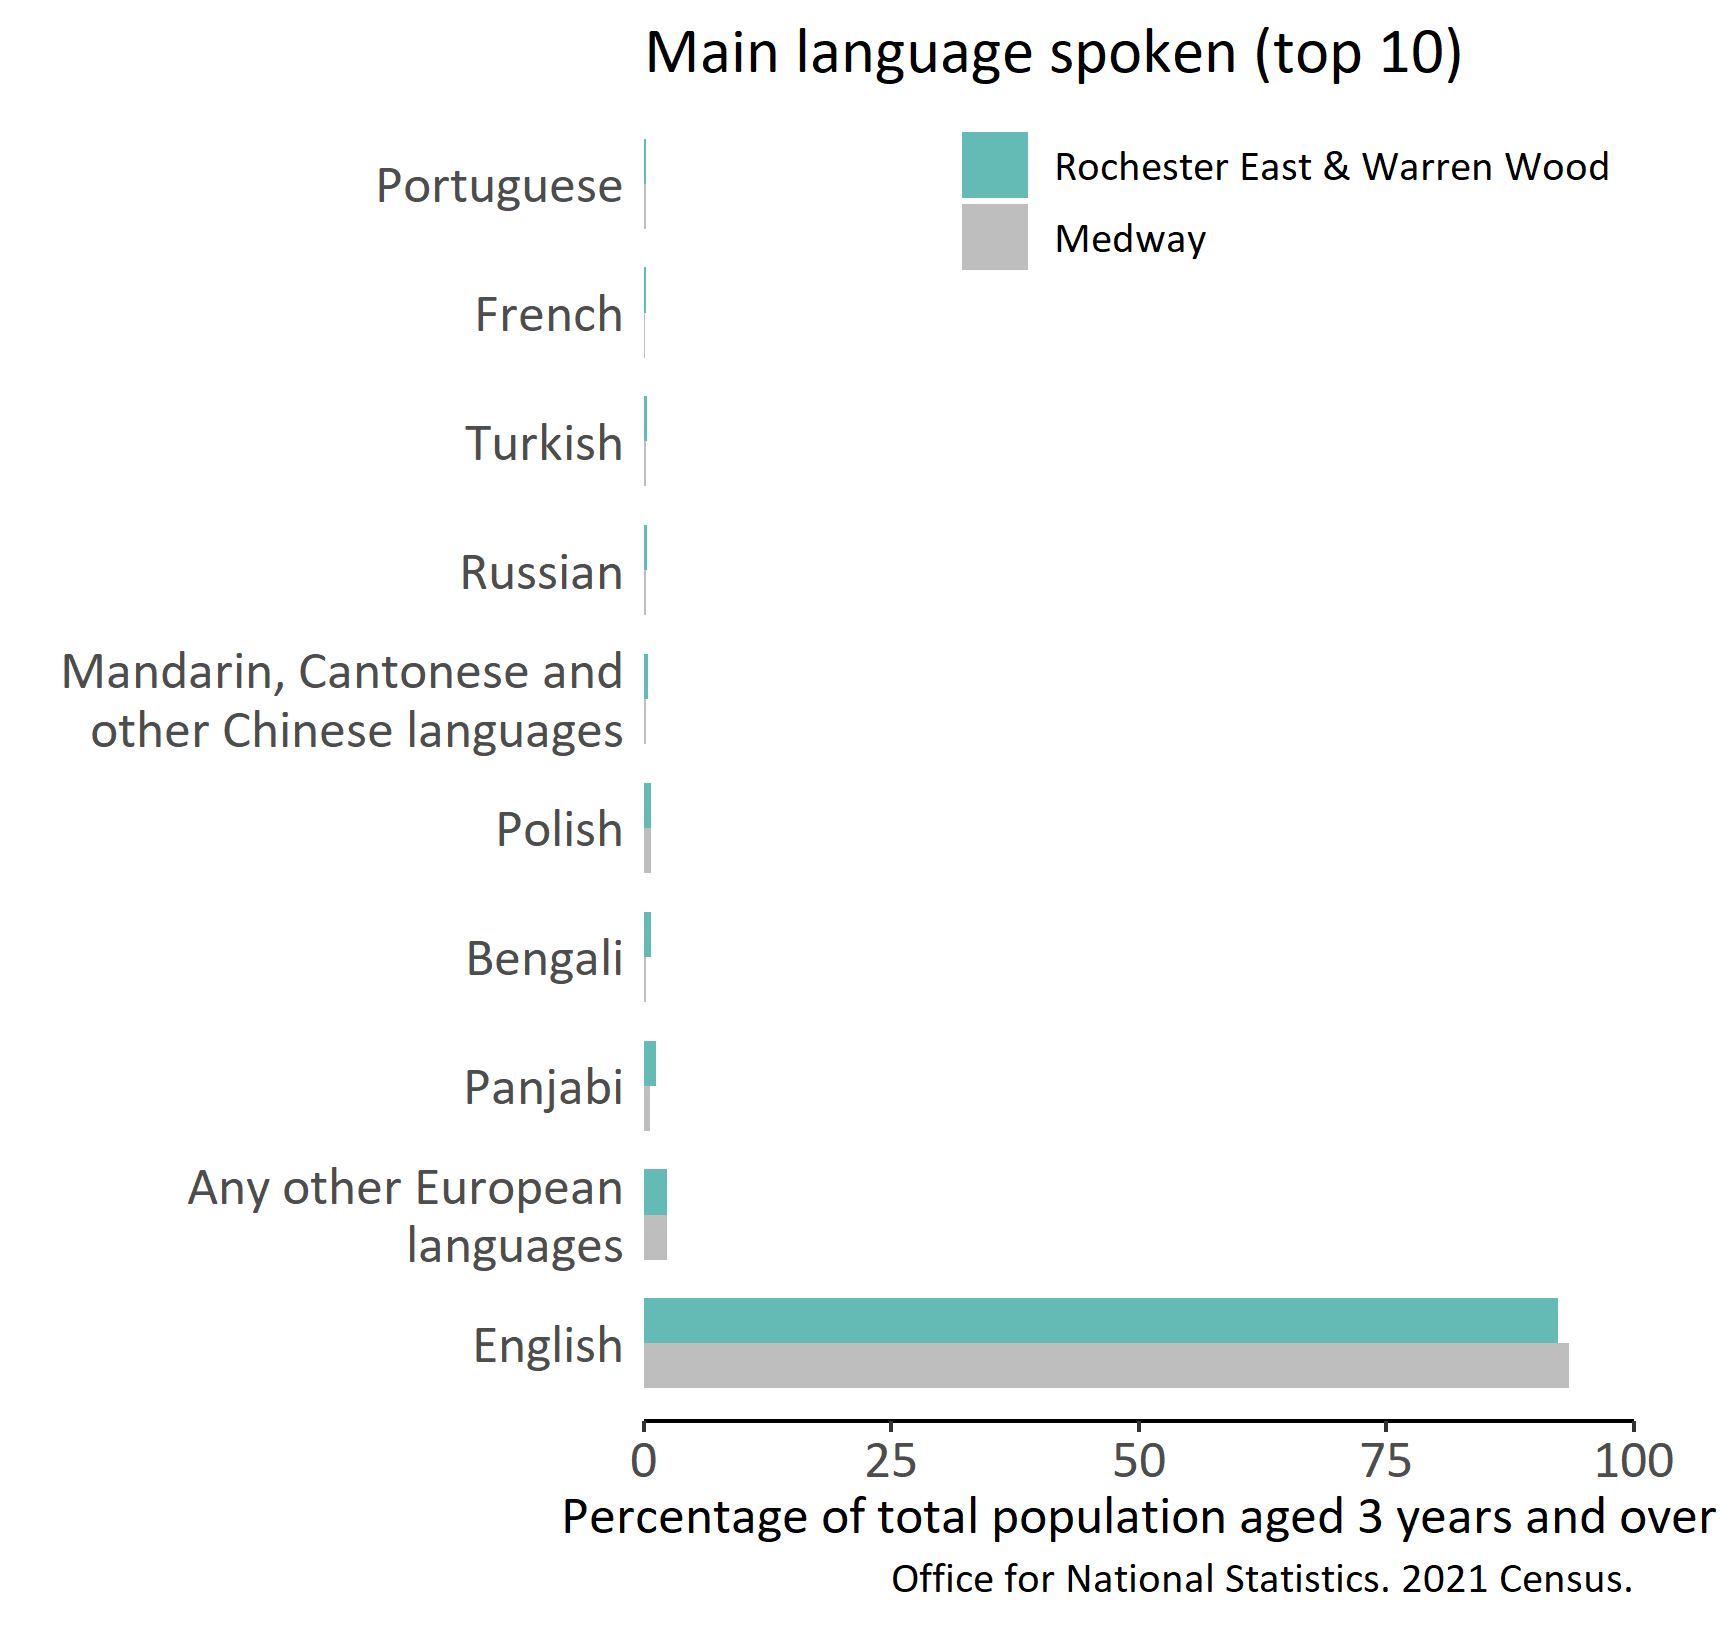 Main language spoken (top 10)
Rochester East & Warren Wood
Medway
Portuguese
French
Turkish
Russian
Mandarin, Cantonese and
other Chinese languages
Polish
Bengali
Panjabi
Any other European
languages
English
0 25 50 75 100
Percentage of total population aged 3 years and over
Office for National Statistics. 2021 Census.